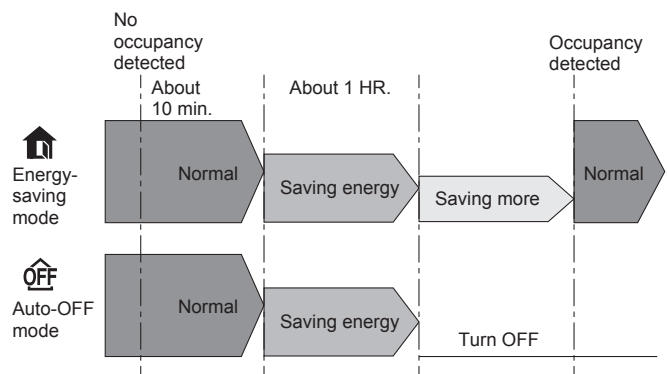 No
occupancy
detected
Occupancy
detected
About
10 min.
About 1 HR.
Energy-
saving
mode
Normal
Saving energy
Saving more
Normal
OFF
Auto-OFF
mode
Normal
Saving energy
Turn OFF